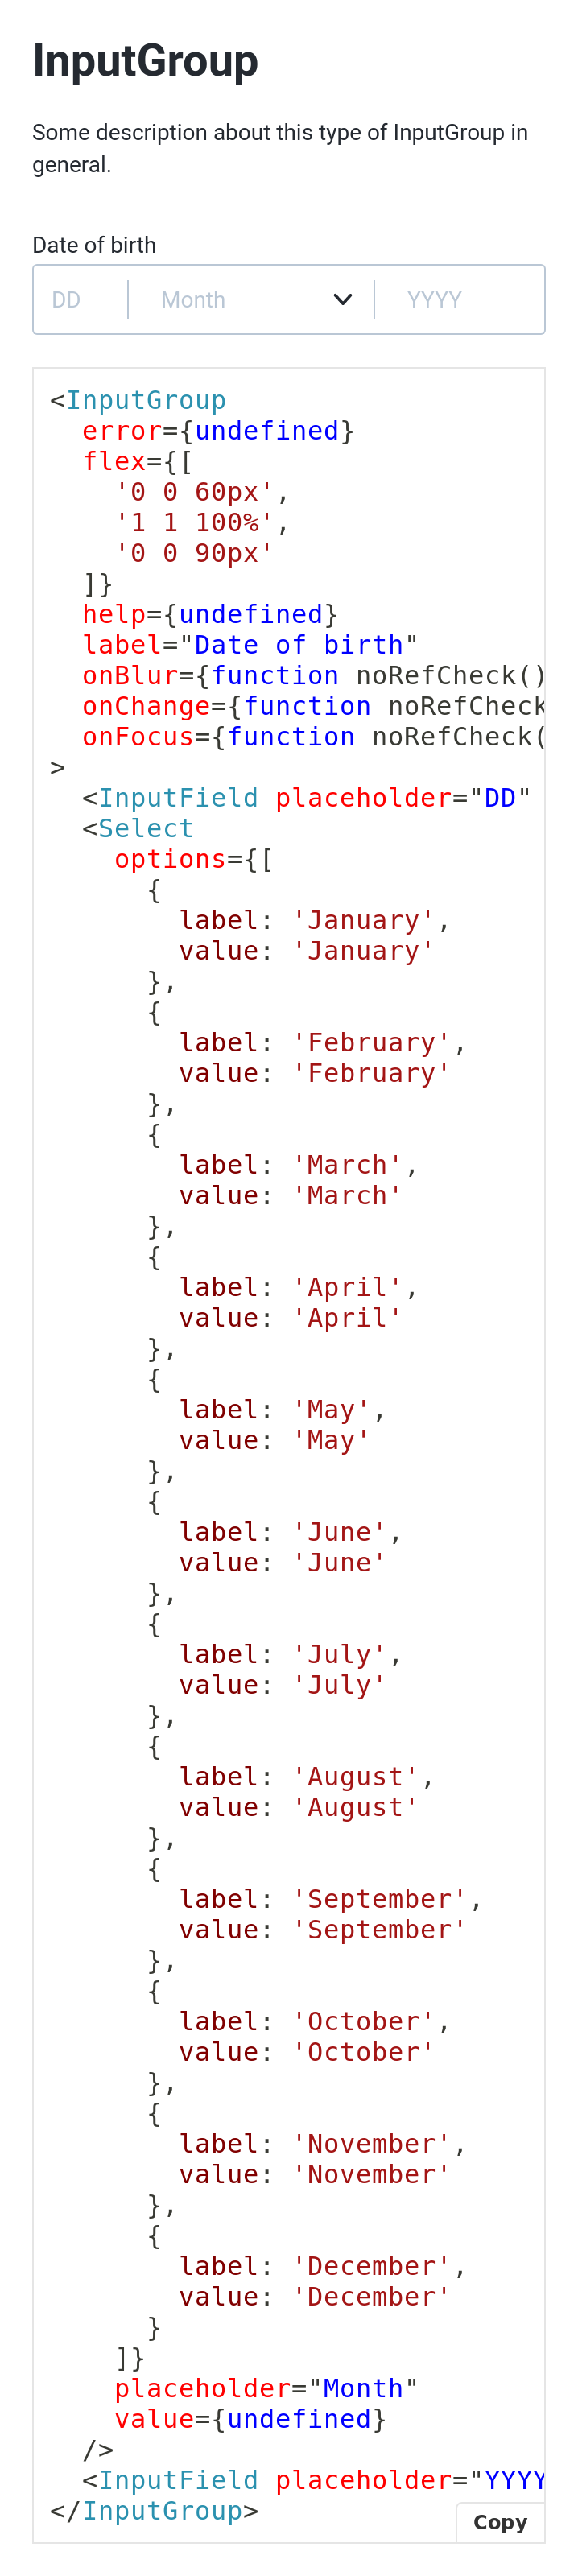 InputGroup
Some description about this type of InputGroup in
general.
Date of birth
DD Month YYYY
<InputGroup
  error={undefined}
  flex={[
    '0 0 60px',
    '1 1 100%',
    '0 0 90px'
  ]}
  help={undefined}
  label="Date of birth"
  onBlur={function noRefCheck()
  onChange={function noRefCheck
  onFocus={function noRefCheck(
>
  <InputField placeholder="DD"
  <Select
    options={[
      {
        label: 'January',
        value: 'January'
      },
      {
        label: 'February',
        value: 'February'
      },
      {
        label: 'March',
        value: 'March'
      },
      {
        label: 'April',
        value: 'April'
      },
      {
        label: 'May',
        value: 'May'
      },
      {
        label: 'June',
        value: 'June'
      },
      {
        label: 'July',
        value: 'July'
      },
      {
        label: 'August',
        value: 'August'
      },
      {
        label: 'September',
        value: 'September'
      },
      {
        label: 'October',
        value: 'October'
      },
      {
        label: 'November',
        value: 'November'
      },
      {
        label: 'December',
        value: 'December'
      }
    ]}
    placeholder="Month"
    value={undefined}
  />
  <InputField placeholder="YYYY
</InputGroup>
Copy